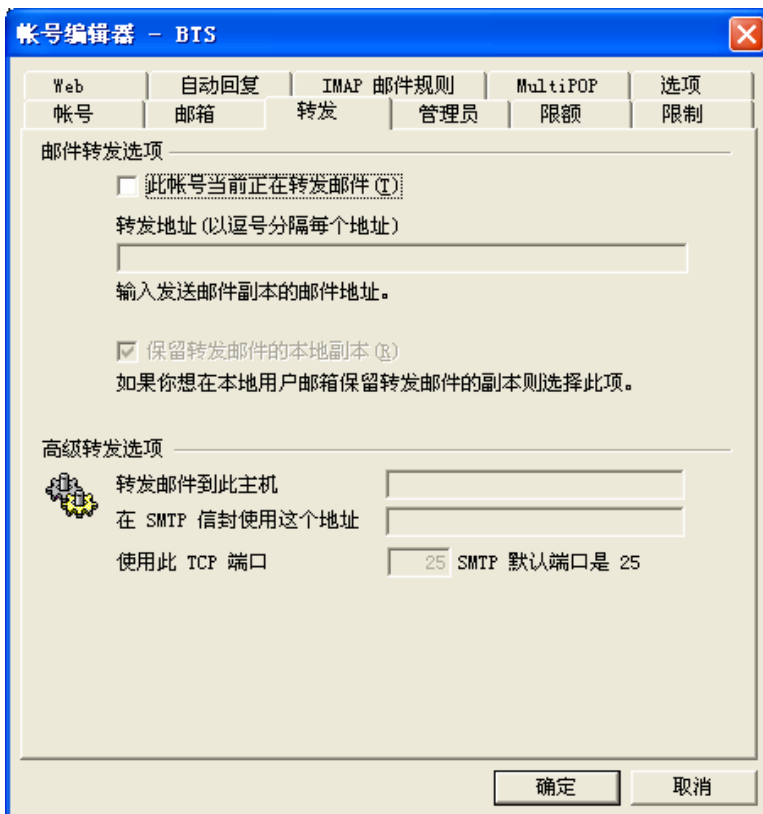 帐号编辑器 - BTS
Web 自动回复 IMAP 邮件规则 MultiPOP 选项
帐号 邮箱 转发 管理员 限额 限制
邮件转发选项
此帐号当前正在转发邮件(T)
转发地址(以逗号分隔每个地址)
输入发送邮件副本的邮件地址。
保留转发邮件的本地副本(R)
如果你想在本地用户邮箱保留转发邮件的副本则选择此项。
高级转发选项
转发邮件到此主机
在 SMTP 信封使用这个地址
使用此 TCP 端口 25 SMTP 默认端口是 25
确定 取消